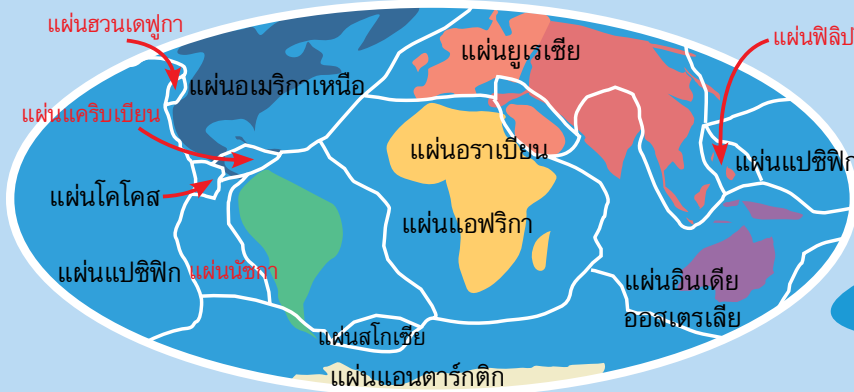 แผ่นฮวนเดฟูกา
แผ่นยูเรเซีย
แผ่นฟิลิป
แผ่นอเมริกาเหนือ
แผ่นแคริบเบียน
แผ่นอราเบียน
แผ่นแปซิฟิก
แผ่นโคโคส
แผ่นแอฟริกา
แผ่นแปซิฟิก
แผ่นนัซกา
แผ่นอินเดีย
ออสเตรเลีย
แผ่นสโกเซีย
แผ่นแอนตาร์กติก